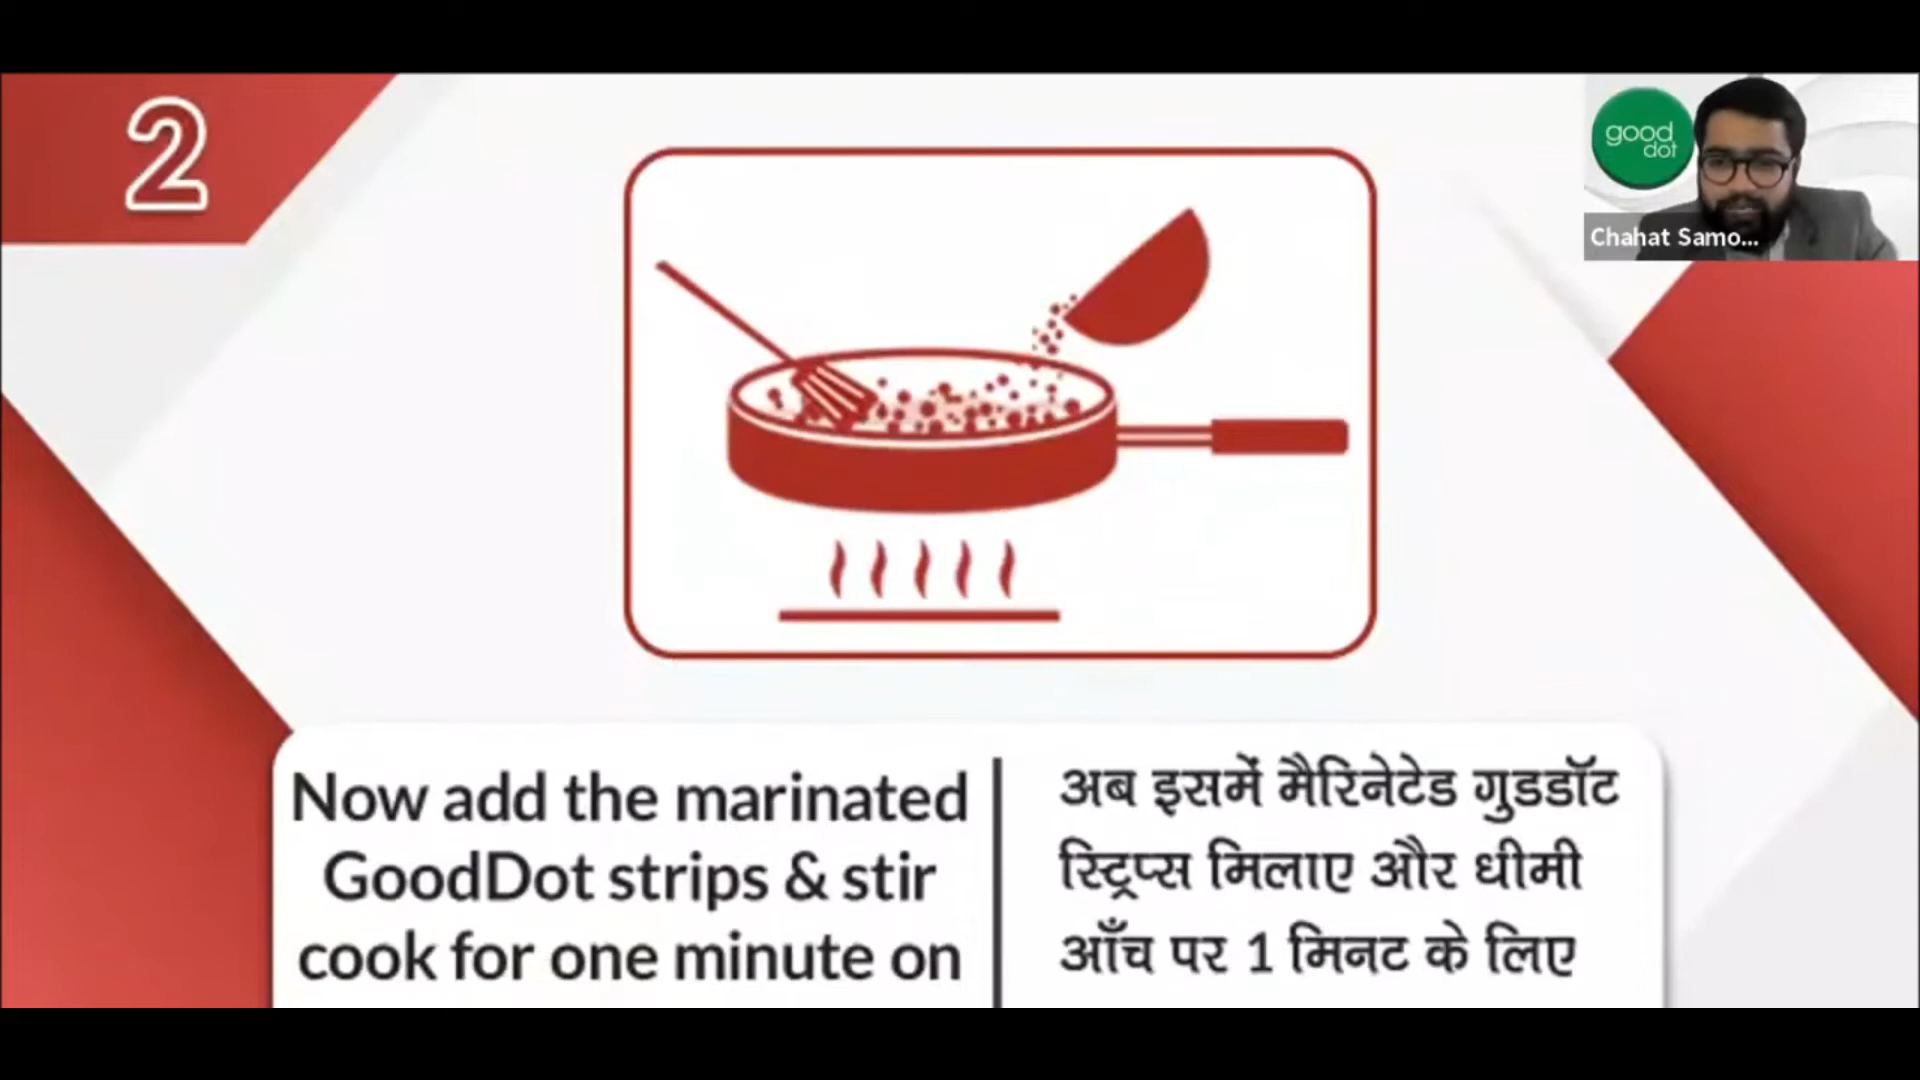 2
good
dot
Chahat Samo...
Now add the marinated
GoodDot strips & stir
cook for one minute on
अब इसमें मैरिनेटेड गुडडॉट
स्ट्रिप्स मिलाए और धीमी
आँच पर 1 मिनट के लिए